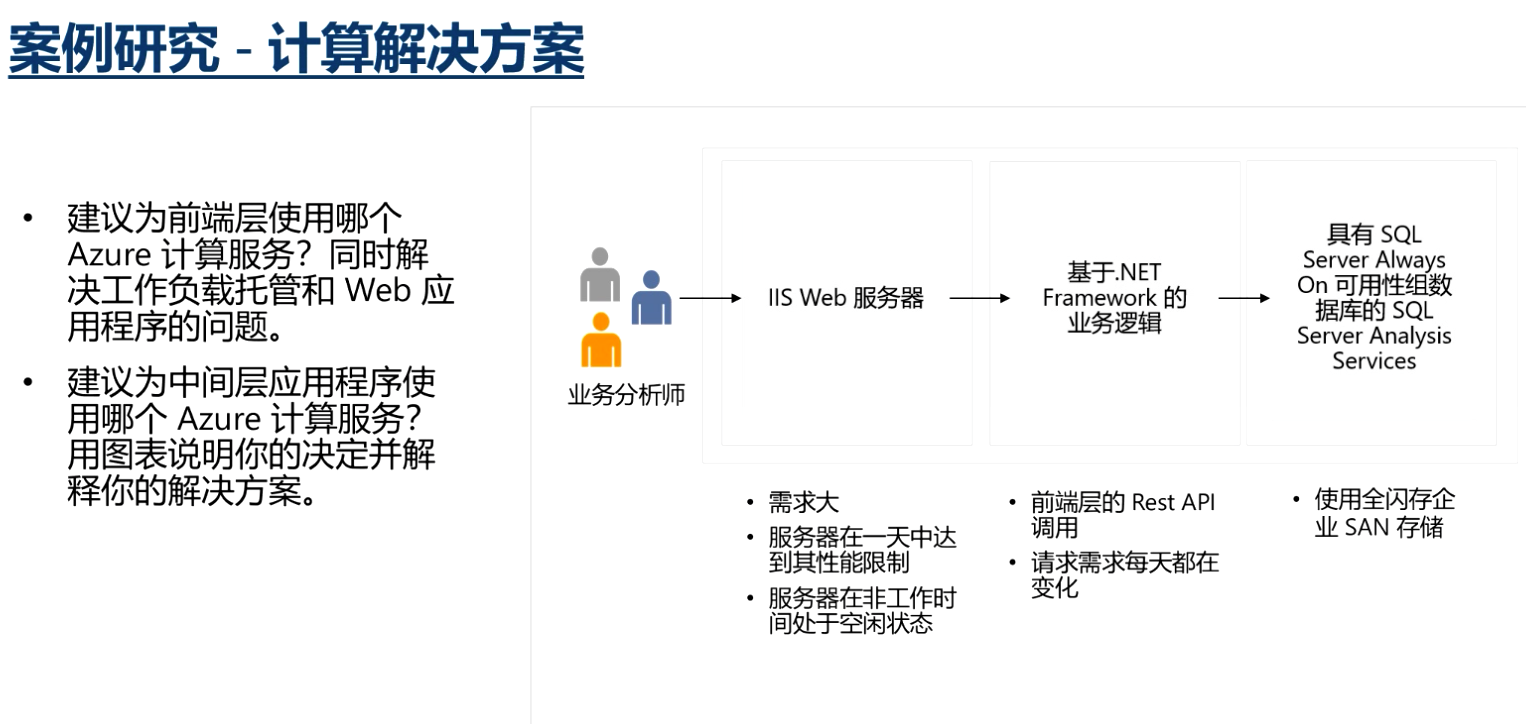 案例研究 - 计算解决方案
• 建议为前端层使用哪个
Azure 计算服务？同时解
决工作负载托管和 Web 应
用程序的问题。
• 建议为中间层应用程序使
用哪个 Azure 计算服务？
用图表说明你的决定并解
释你的解决方案。
业务分析师
IIS Web 服务器
基于.NET
Framework 的
业务逻辑
具有 SQL
Server Always
On 可用性组数
据库的 SQL
Server Analysis
Services
• 需求大
• 服务器在一天中达
到其性能限制
• 服务器在非工作时
间处于空闲状态
• 前端层的 Rest API
调用
• 请求需求每天都在
变化
• 使用全闪存企
业 SAN 存储